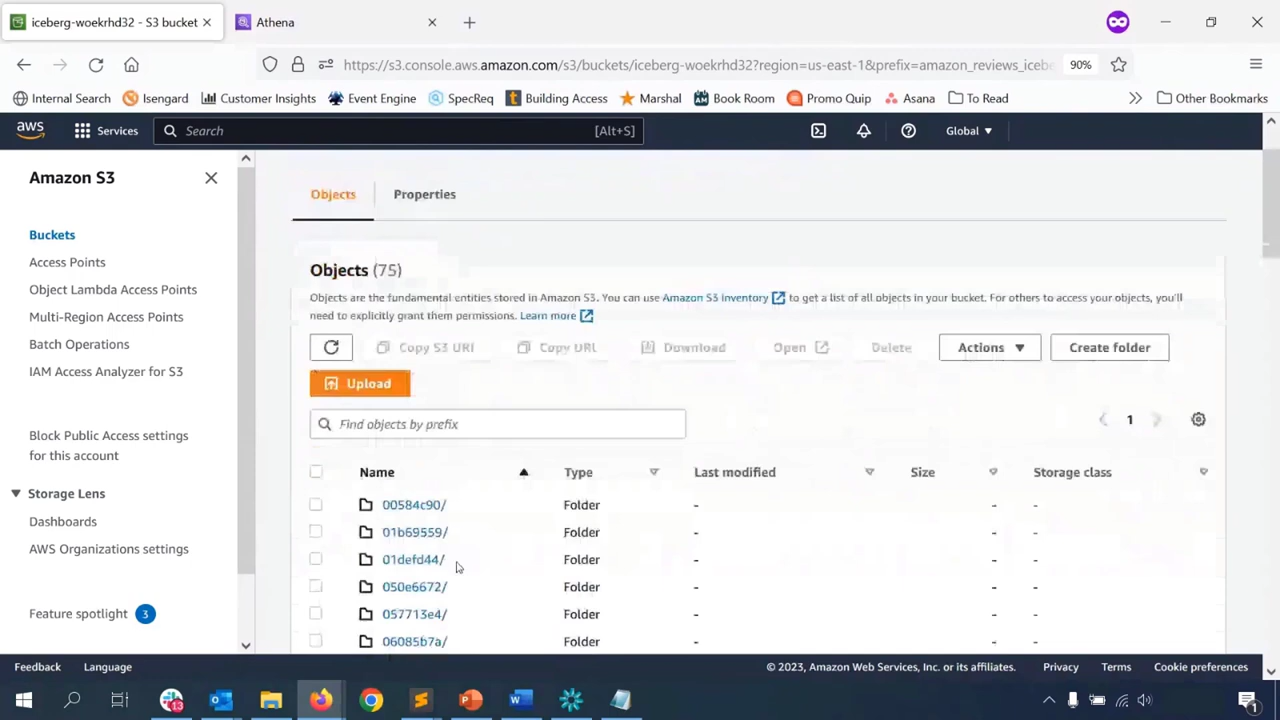 iceberg-woekrhd32 - S3 bucket
Athena
https://s3.console.aws.amazon.com/s3/buckets/iceberg-woekrhd32?region=us-east-1&prefix=amazon_reviews_iceb
90%
Internal Search
Isengard
Customer Insights
Event Engine
SpecReq
Building Access
Marshal
Book Room
Promo Quip
Asana
To Read
Other Bookmarks
aws
Services
Search
[Alt+S]
Global
Amazon S3
Buckets
Access Points
Object Lambda Access Points
Multi-Region Access Points
Batch Operations
IAM Access Analyzer for S3
Block Public Access settings
for this account
Storage Lens
Dashboards
AWS Organizations settings
Feature spotlight 3
Objects
Properties
Objects (75)
Objects are the fundamental entities stored in Amazon S3. You can use Amazon S3 inventory to get a list of all objects in your bucket. For others to access your objects, you'll
need to explicitly grant them permissions. Learn more
Copy S3 URI
Copy URL
Download
Open
Delete
Actions
Create folder
Upload
Find objects by prefix
1
Name Type Last modified Size Storage class
00584c90/ Folder - - -
01b69559/ Folder - - -
01defd44/ Folder - - -
050e6672/ Folder - - -
057713e4/ Folder - - -
06085b7a/ Folder - - -
Feedback
Language
© 2023, Amazon Web Services, Inc. or its affiliates.
Privacy
Terms
Cookie preferences
13
1